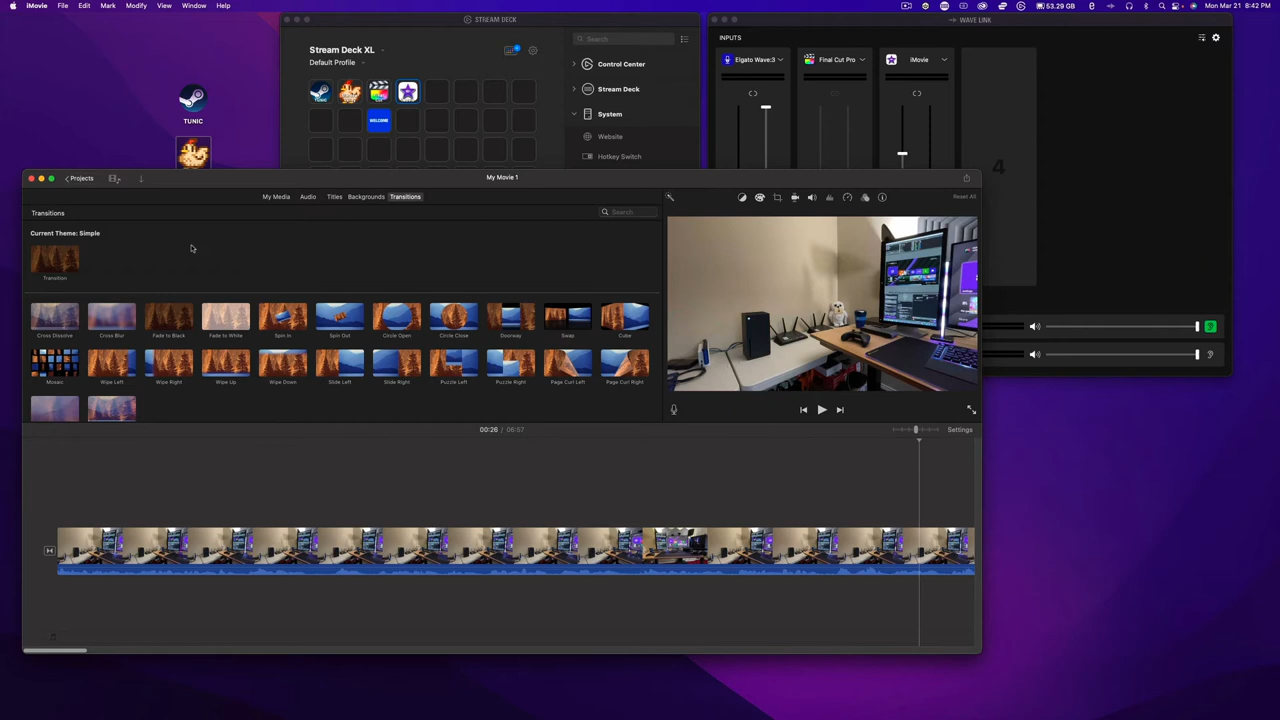 iMovie File Edit Mark Modify View Window Help
53.29 GB
Mon Mar 21 8:42 PM
STREAM DECK
WAVE LINK
Stream Deck XL
Default Profile
Search
Control Center
Stream Deck
System
Website
Hotkey Switch
WELCOME
TUNIC
TUNIC
INPUTS
Elgato Wave:3
Final Cut Pro
iMovie
4
Projects
My Movie 1
My Media Audio Titles Backgrounds Transitions
Reset All
Transitions
Search
Current Theme: Simple
Transition
Cross Dissolve Cross Blur Fade to Black Fade to White Spin In Spin Out Circle Open Circle Close Doorway Swap Cube
Mosaic Wipe Left Wipe Right Wipe Up Wipe Down Slide Left Slide Right Puzzle Left Puzzle Right Page Curl Left Page Curl Right
00:26 / 06:57
Settings